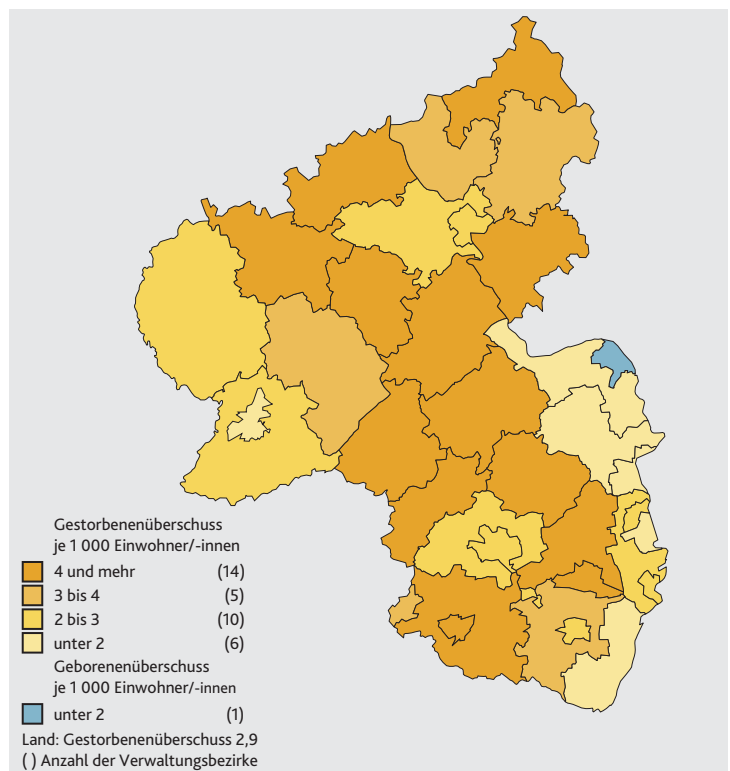 Gestorbenenüberschuss
je 1 000 Einwohner/-innen
4 und mehr (14)
3 bis 4 (5)
2 bis 3 (10)
unter 2 (6)
Geborenenüberschuss
je 1 000 Einwohner/-innen
unter 2 (1)
Land: Gestorbenenüberschuss 2,9
( ) Anzahl der Verwaltungsbezirke